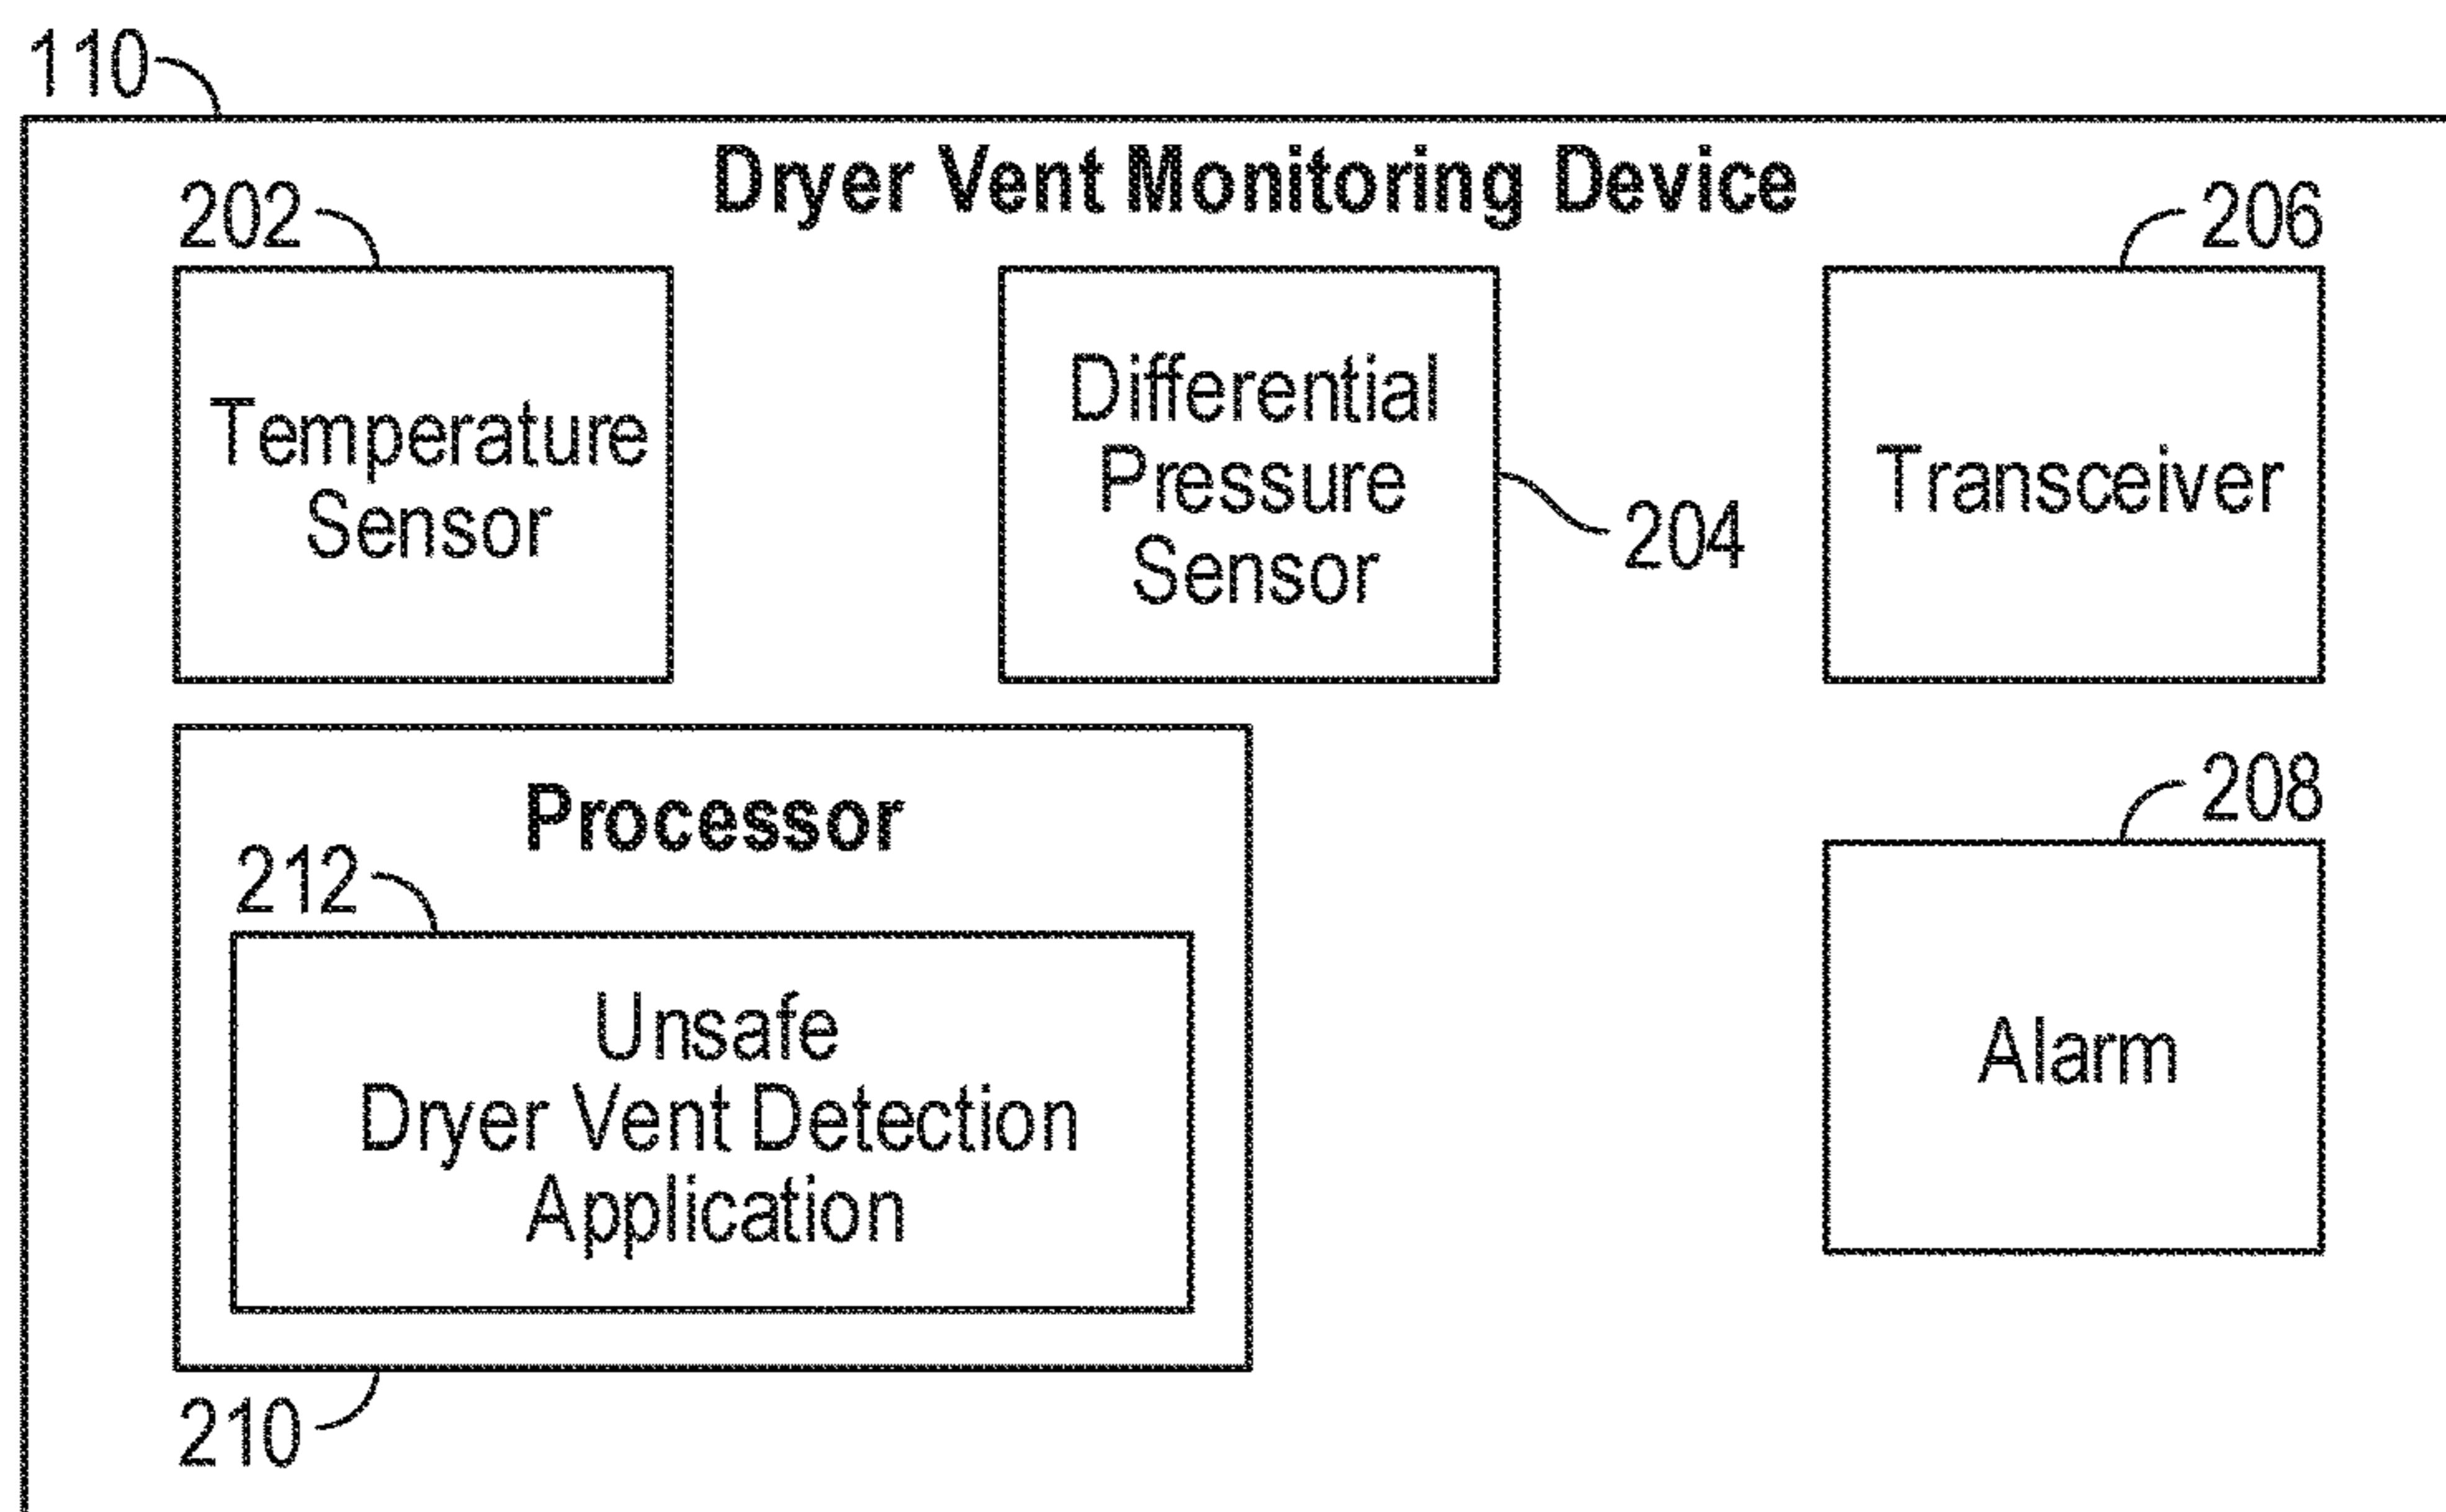 110
Dryer Vent Monitoring Device
202
206
Temperature
Sensor
Differential
Pressure
Sensor
204
Transceiver
Processor
212
Unsafe
Dryer Vent Detection
Application
210
208
Alarm